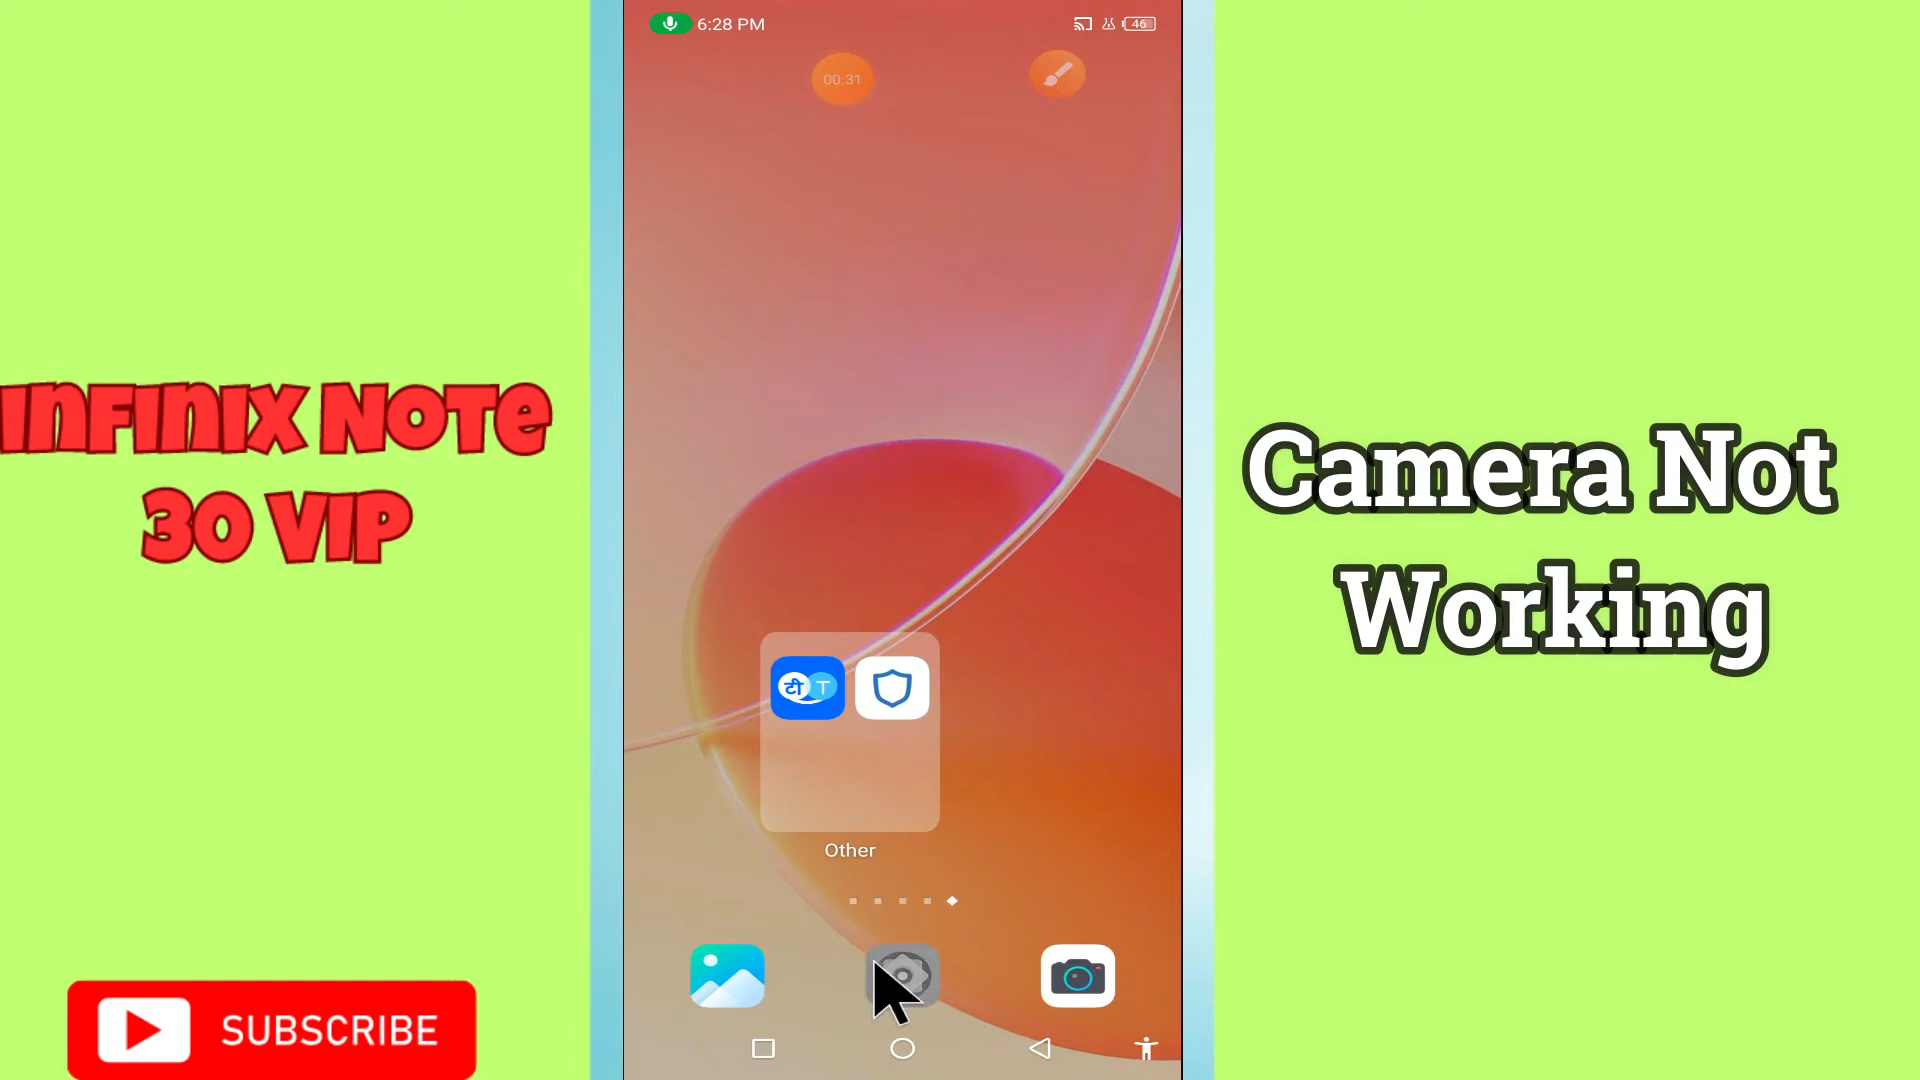 6:28 PM
46
00:31
INFINIX NOTE
30 VIP
Camera Not
Working
टी T
Other
SUBSCRIBE